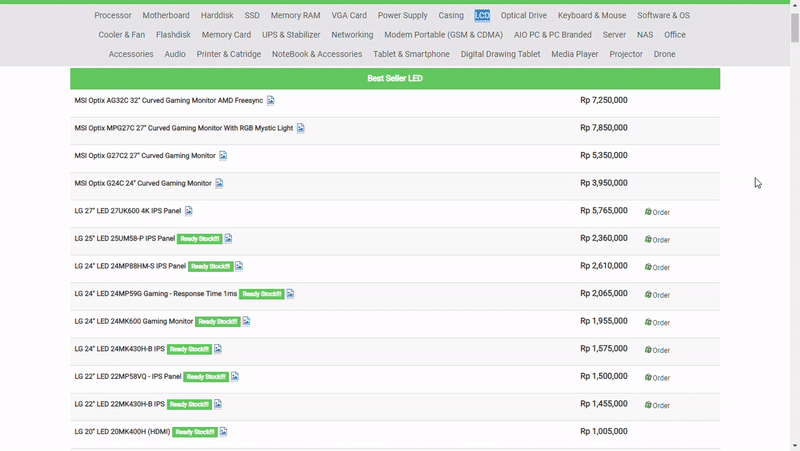 Processor Motherboard Harddisk SSD Memory RAM VGA Card Power Supply Casing LCD Optical Drive Keyboard & Mouse Software & OS
Cooler & Fan Flashdisk Memory Card UPS & Stabilizer Networking Modem Portable (GSM & CDMA) AIO PC & PC Branded Server NAS Office
Accessories Audio Printer & Catridge NoteBook & Accessories Tablet & Smartphone Digital Drawing Tablet Media Player Projector Drone
Best Seller LED
MSI Optix AG32C 32" Curved Gaming Monitor AMD Freesync Rp 7,250,000
MSI Optix MPG27C 27" Curved Gaming Monitor With RGB Mystic Light Rp 7,850,000
MSI Optix G27C2 27" Curved Gaming Monitor Rp 5,350,000
MSI Optix G24C 24" Curved Gaming Monitor Rp 3,950,000
LG 27" LED 27UK600 4K IPS Panel Rp 5,765,000 Order
LG 25" LED 25UM58-P IPS Panel Ready Stock!!! Rp 2,360,000 Order
LG 24" LED 24MP88HM-S IPS Panel Ready Stock!!! Rp 2,610,000 Order
LG 24" LED 24MP59G Gaming - Response Time 1ms Ready Stock!!! Rp 2,065,000 Order
LG 24" LED 24MK600 Gaming Monitor Ready Stock!!! Rp 1,955,000 Order
LG 24" LED 24MK430H-B IPS Ready Stock!!! Rp 1,575,000 Order
LG 22" LED 22MP58VQ - IPS Panel Ready Stock!!! Rp 1,500,000 Order
LG 22" LED 22MK430H-B IPS Ready Stock!!! Rp 1,455,000 Order
LG 20" LED 20MK400H (HDMI) Ready Stock!!! Rp 1,005,000